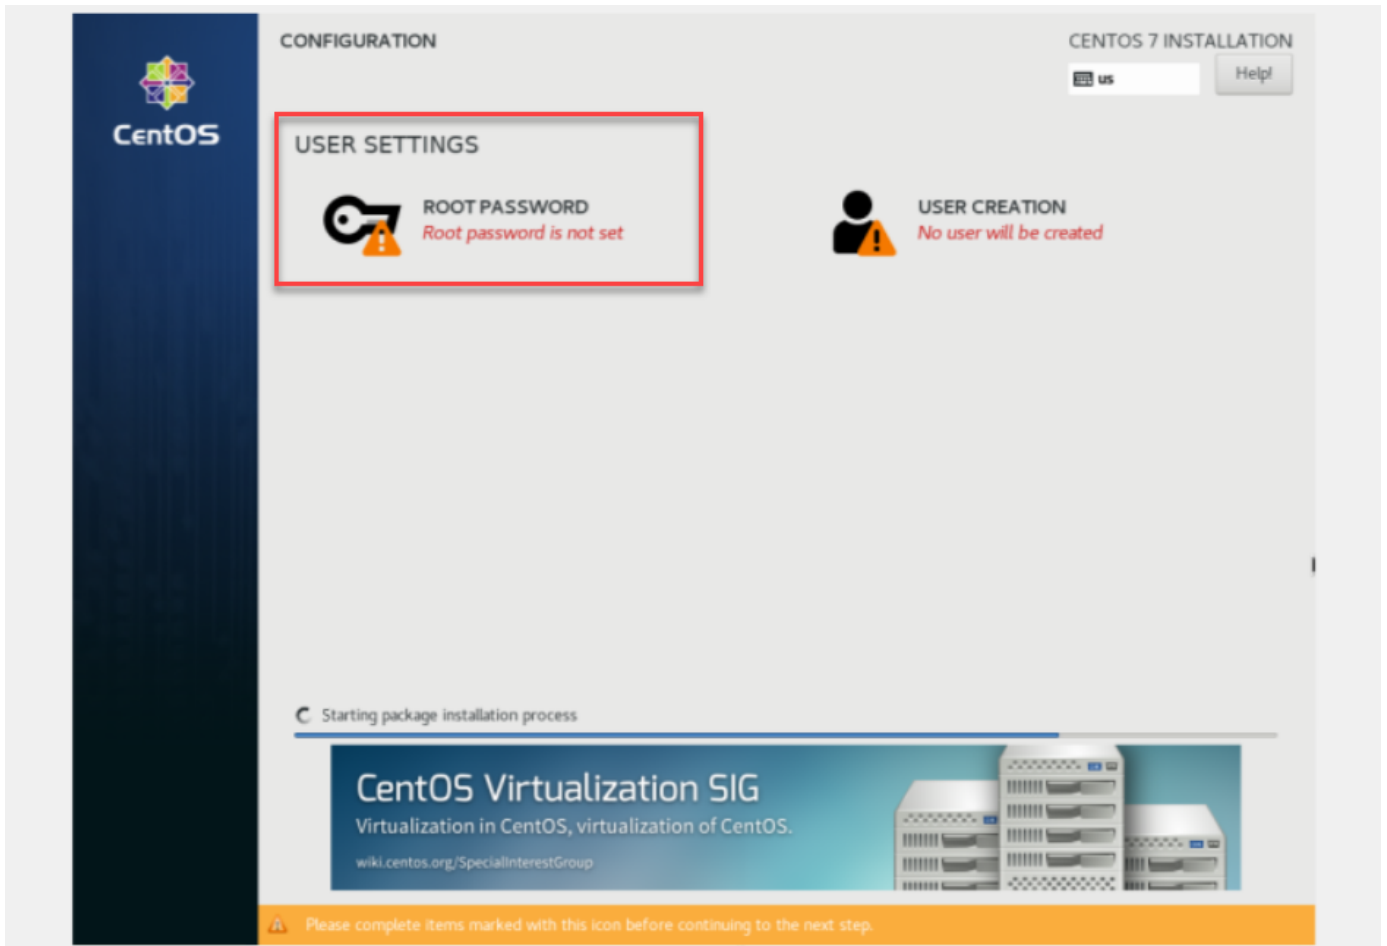 CentOS
CONFIGURATION
CENTOS 7 INSTALLATION
us
Help!
USER SETTINGS
ROOT PASSWORD
Root password is not set
USER CREATION
No user will be created
Starting package installation process
CentOS Virtualization SIG
Virtualization in CentOS, virtualization of CentOS.
wiki.centos.org/SpecialInterestGroup
Please complete items marked with this icon before continuing to the next step.